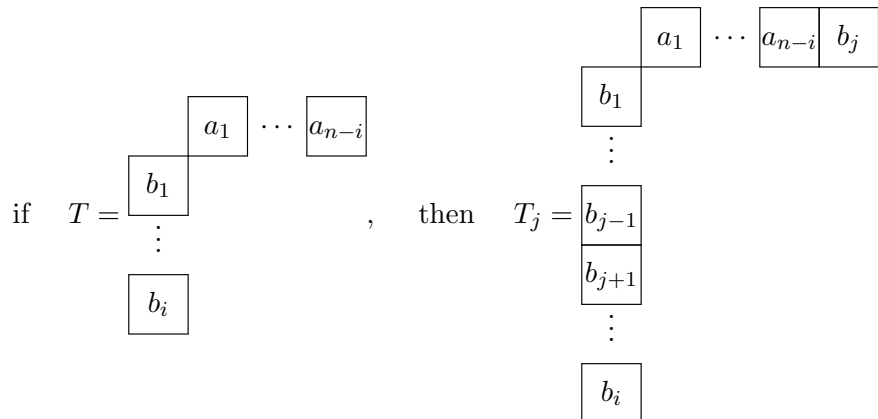 a_1 ⋯ a_{n-i} b_j
b_1
a_1 ⋯ a_{n-i}
⋮
b_1
if T = , then T_j = b_{j-1}
⋮
b_{j+1}
b_i
⋮
b_i